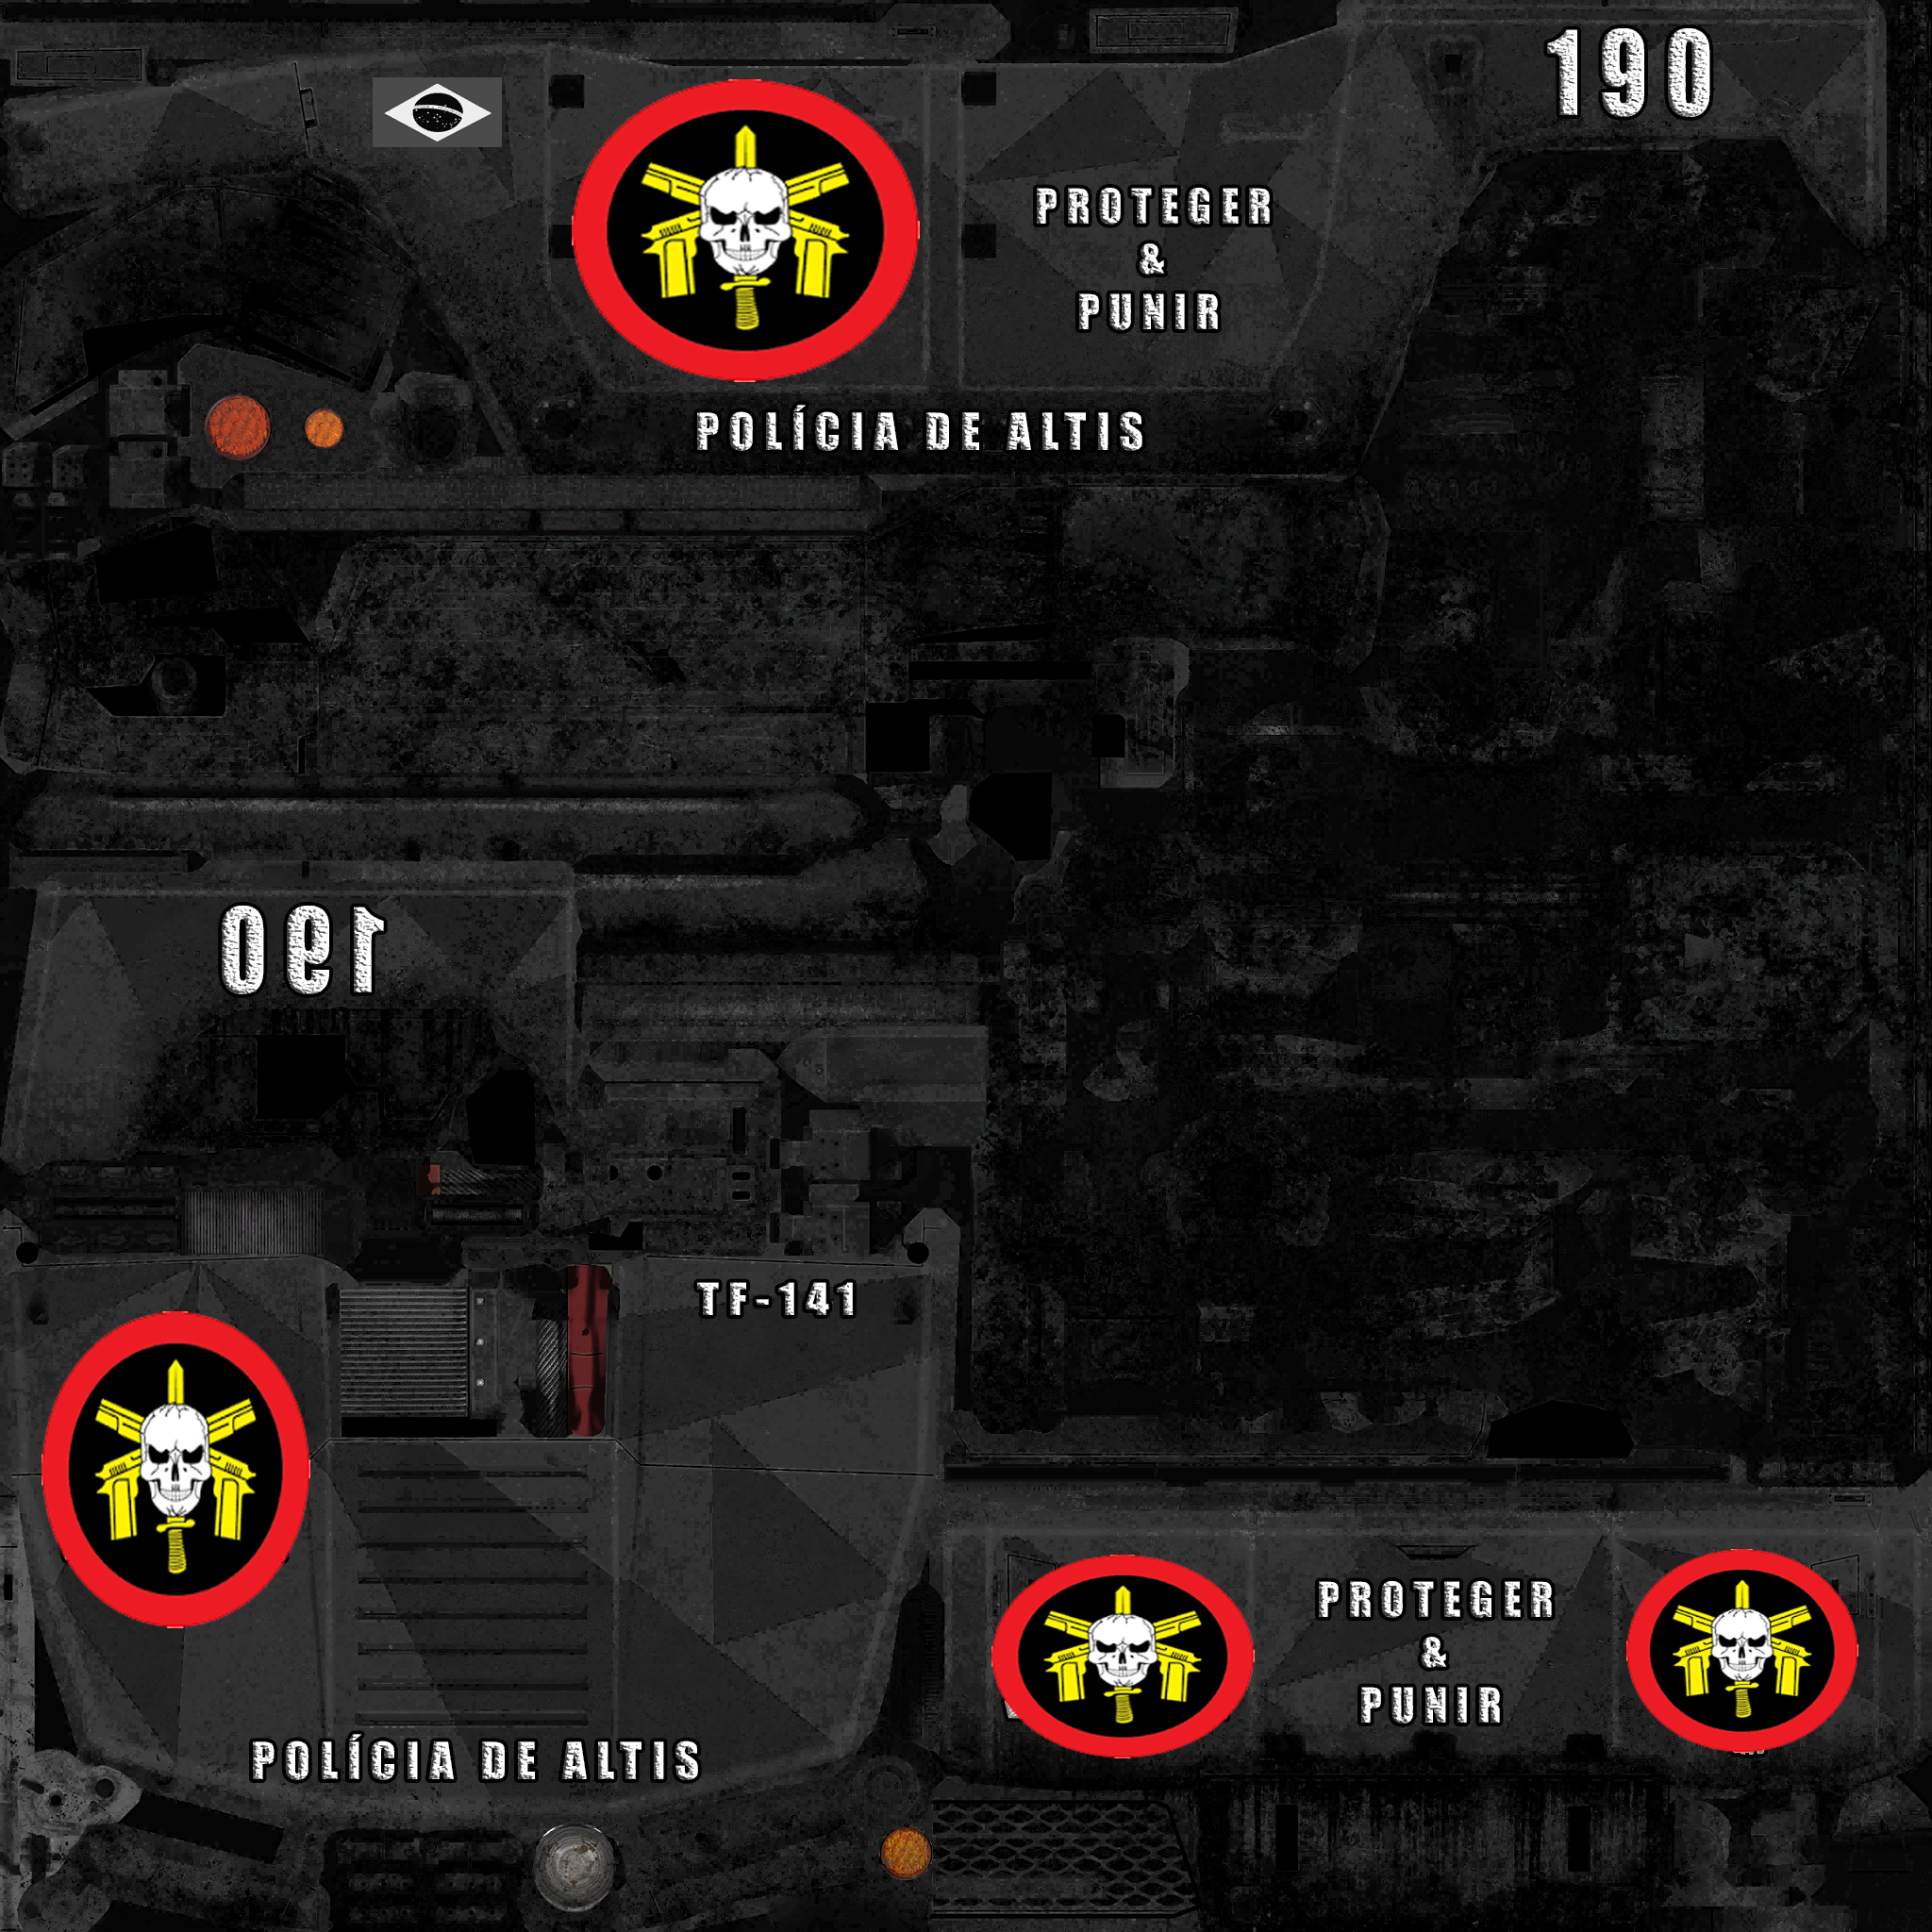 190
PROTEGER
&
PUNIR
POLÍCIA DE ALTIS
190
TF-141
PROTEGER
&
PUNIR
POLÍCIA DE ALTIS